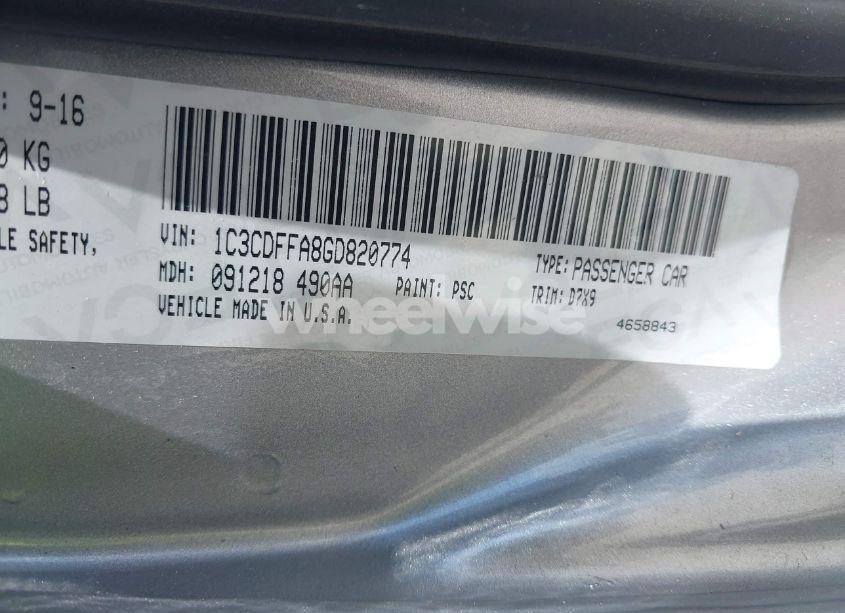 : 9-16
0 KG
8 LB
LE SAFETY,
VIN: 1C3CDFFA8GD820774
TYPE: PASSENGER CAR
MDH: 091218 490AA
PAINT: PSC
TRIM: D7X9
VEHICLE MADE IN U.S.A.
4658843
wheelwise